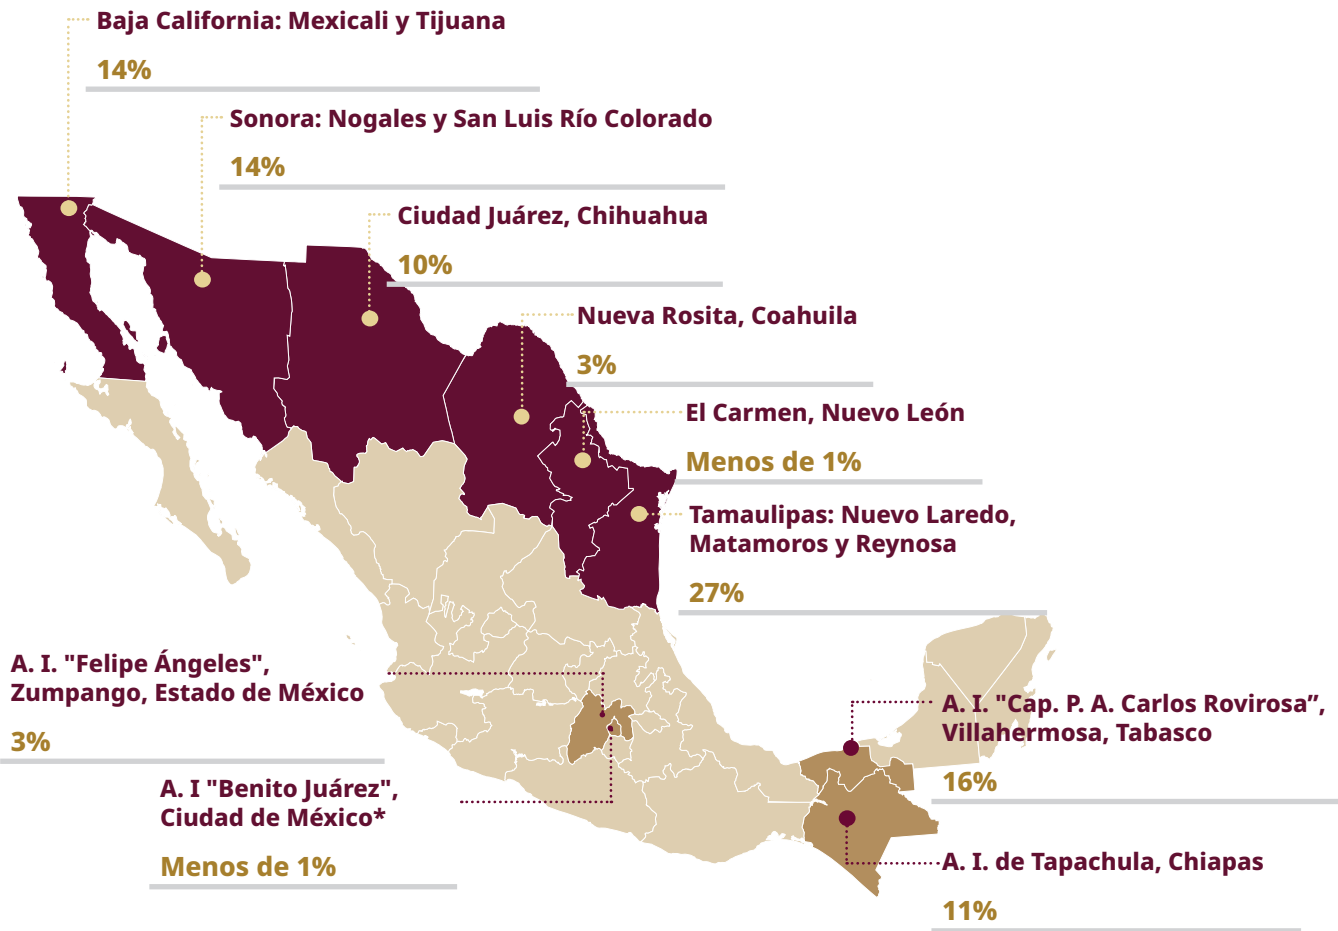 Baja California: Mexicali y Tijuana
14%
Sonora: Nogales y San Luis Río Colorado
14%
Ciudad Juárez, Chihuahua
10%
Nueva Rosita, Coahuila
3%
El Carmen, Nuevo León
Menos de 1%
Tamaulipas: Nuevo Laredo,
Matamoros y Reynosa
27%
A. I. "Felipe Ángeles",
Zumpango, Estado de México
3%
A. I "Benito Juárez",
Ciudad de México*
Menos de 1%
A. I. "Cap. P. A. Carlos Rovirosa”,
Villahermosa, Tabasco
16%
A. I. de Tapachula, Chiapas
11%